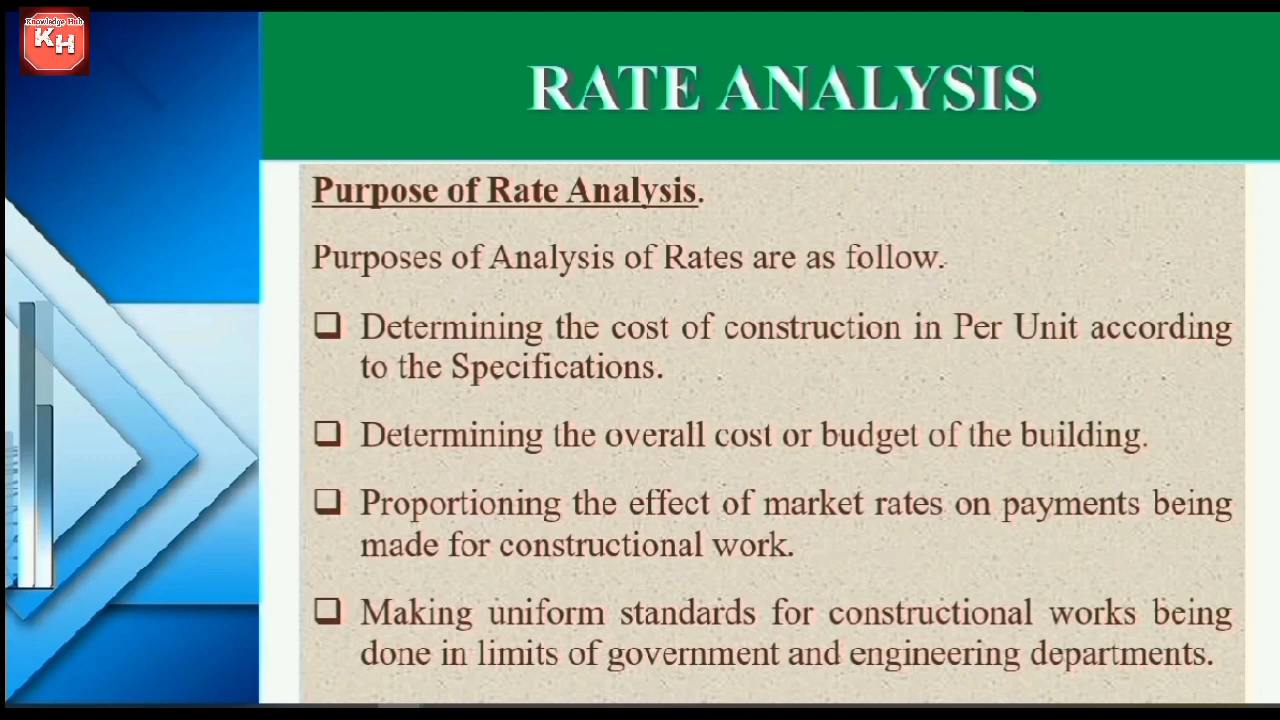 Knowledge Hub
KH
RATE ANALYSIS
Purpose of Rate Analysis.
Purposes of Analysis of Rates are as follow.
❑ Determining the cost of construction in Per Unit according
to the Specifications.
❑ Determining the overall cost or budget of the building.
❑ Proportioning the effect of market rates on payments being
made for constructional work.
❑ Making uniform standards for constructional works being
done in limits of government and engineering departments.